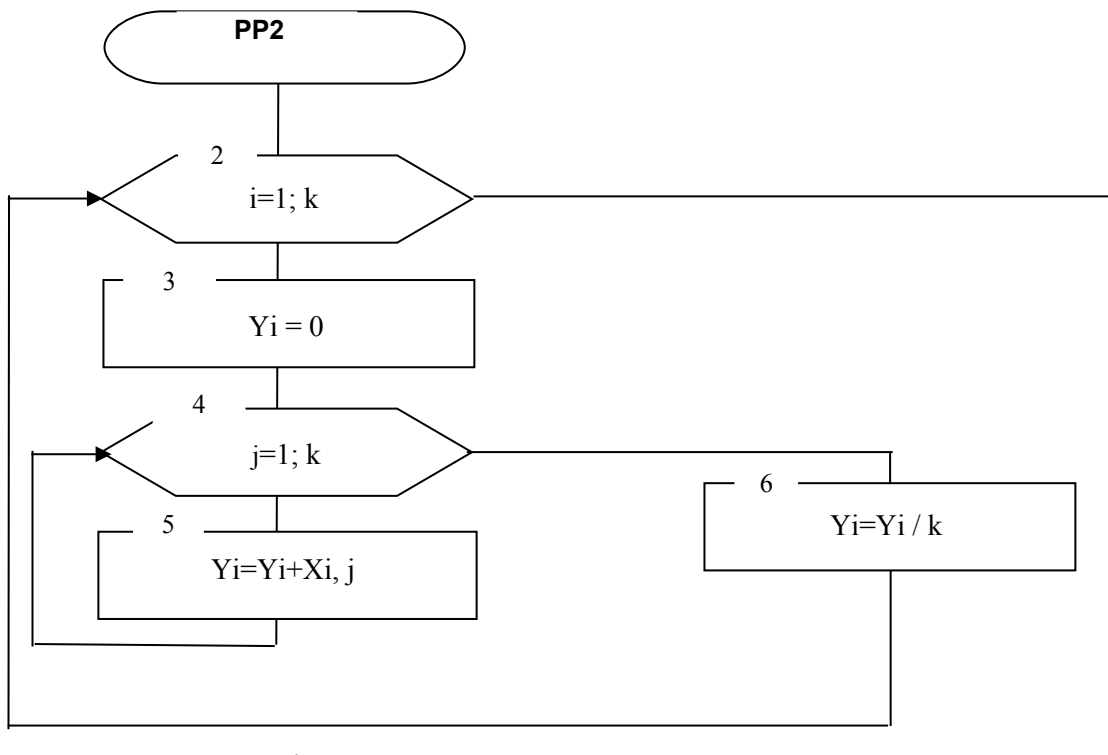 PP2
2
i=1; k
3
Yi = 0
4
j=1; k
6
Yi=Yi / k
5
Yi=Yi+Xi, j